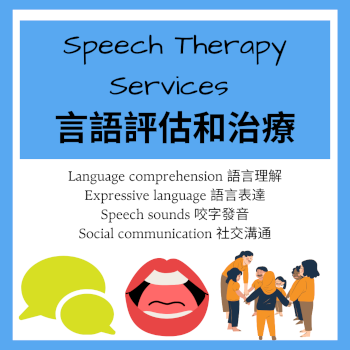 Speech Therapy
Services
言語評估和治療
Language comprehension 語言理解
Expressive language 語言表達
Speech sounds 咬字發音
Social communication 社交溝通